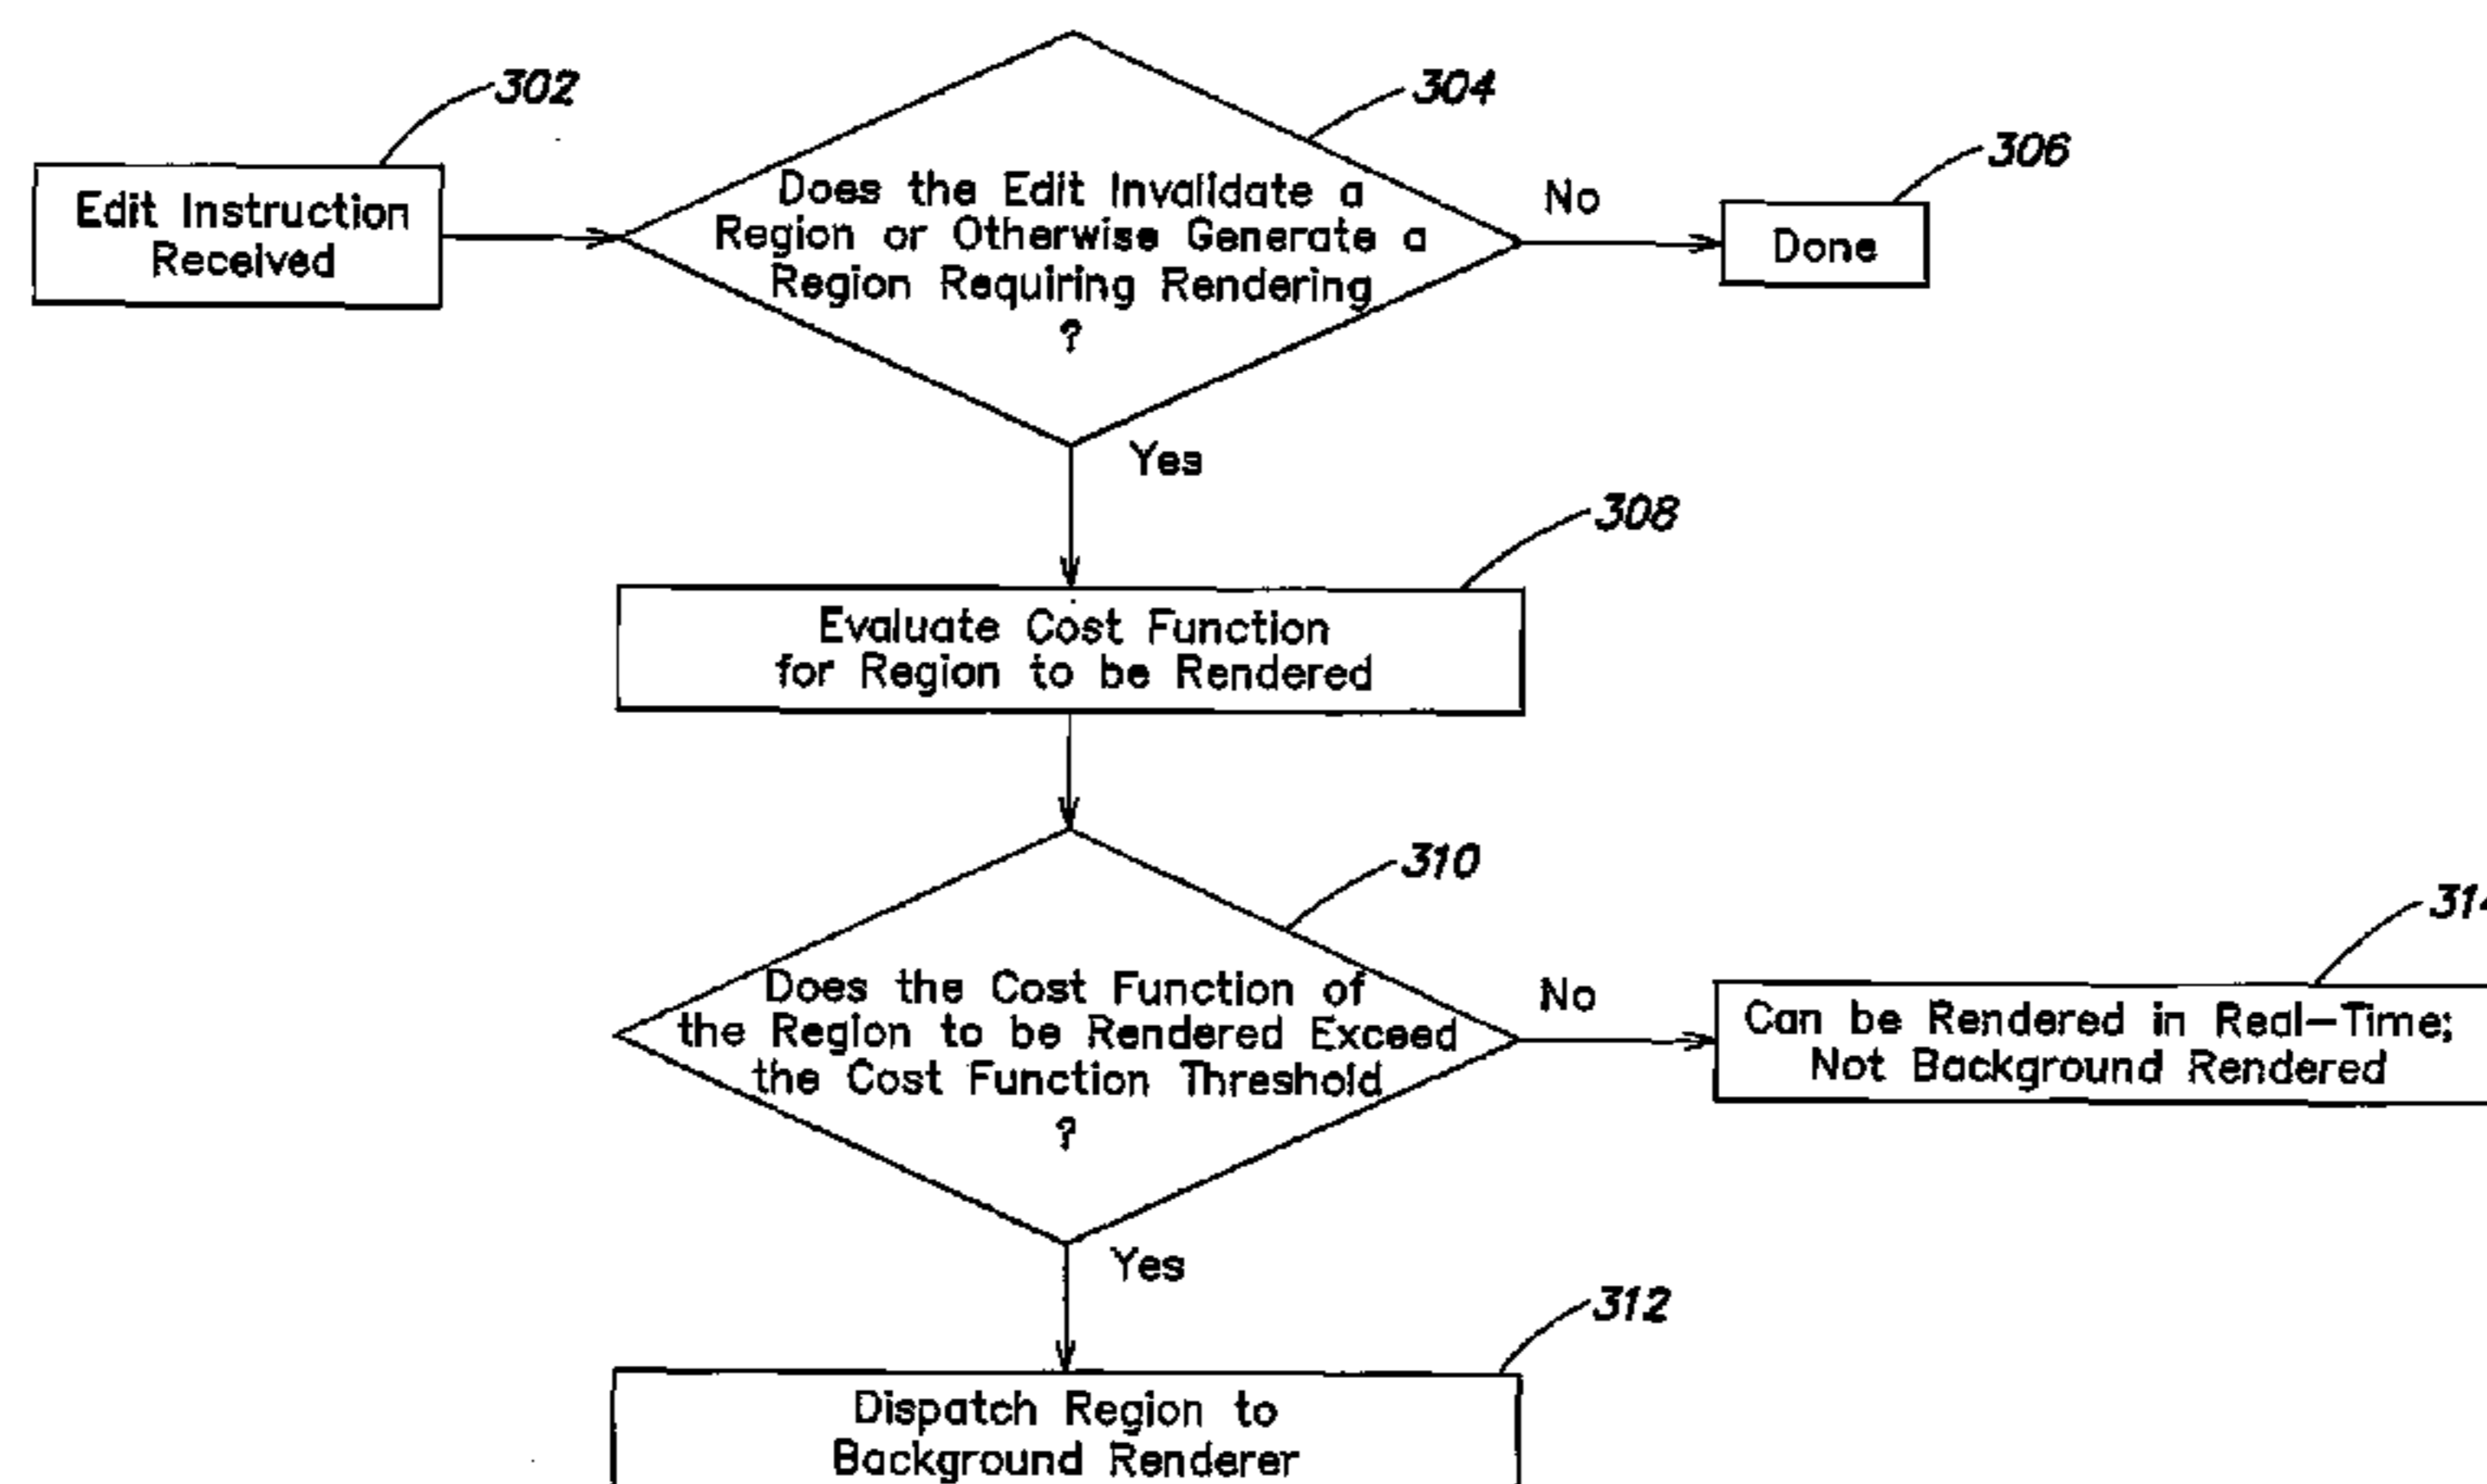 302
Edit Instruction
Received
304
Does the Edit Invalidate a
Region or Otherwise Generate a
Region Requiring Rendering
?
No
306
Done
Yes
308
Evaluate Cost Function
for Region to be Rendered
310
Does the Cost Function of
the Region to be Rendered Exceed
the Cost Function Threshold
?
No
314
Can be Rendered in Real-Time;
Not Background Rendered
Yes
312
Dispatch Region to
Background Renderer